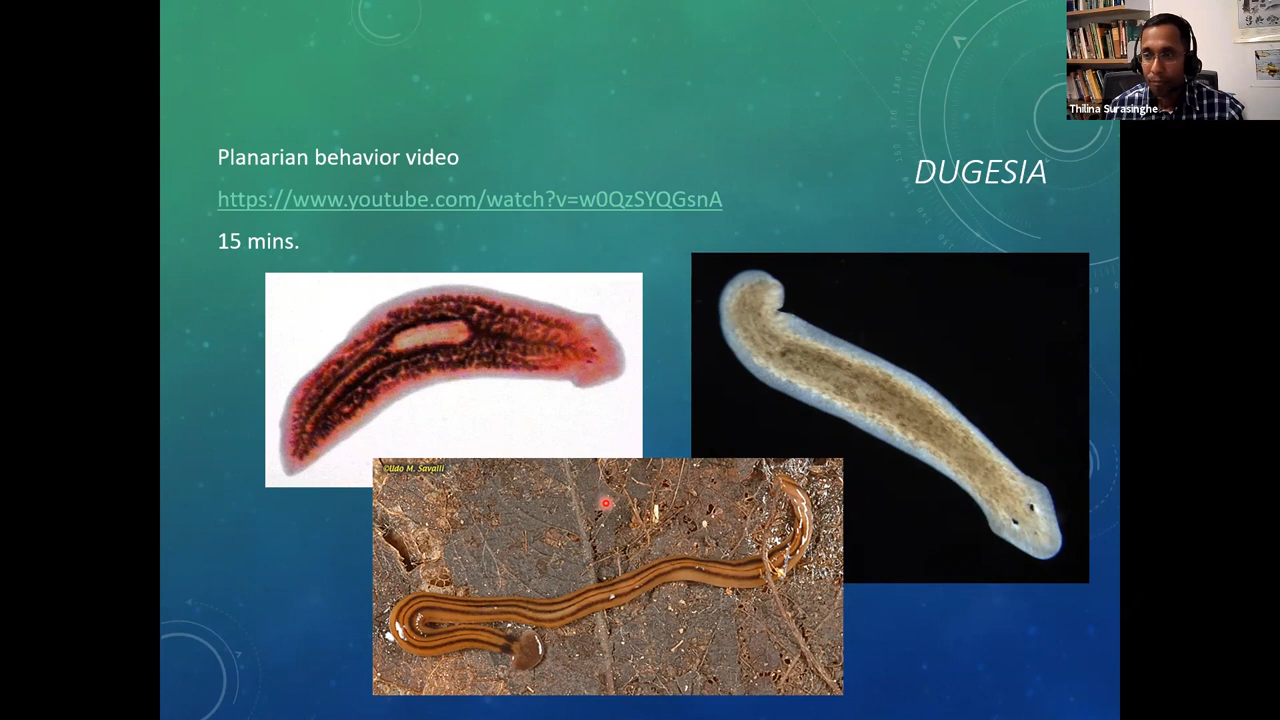 Thilina Surasinghe
Planarian behavior video
DUGESIA
https://www.youtube.com/watch?v=w0QzSYQGsnA
15 mins.
©Udo M. Savalli